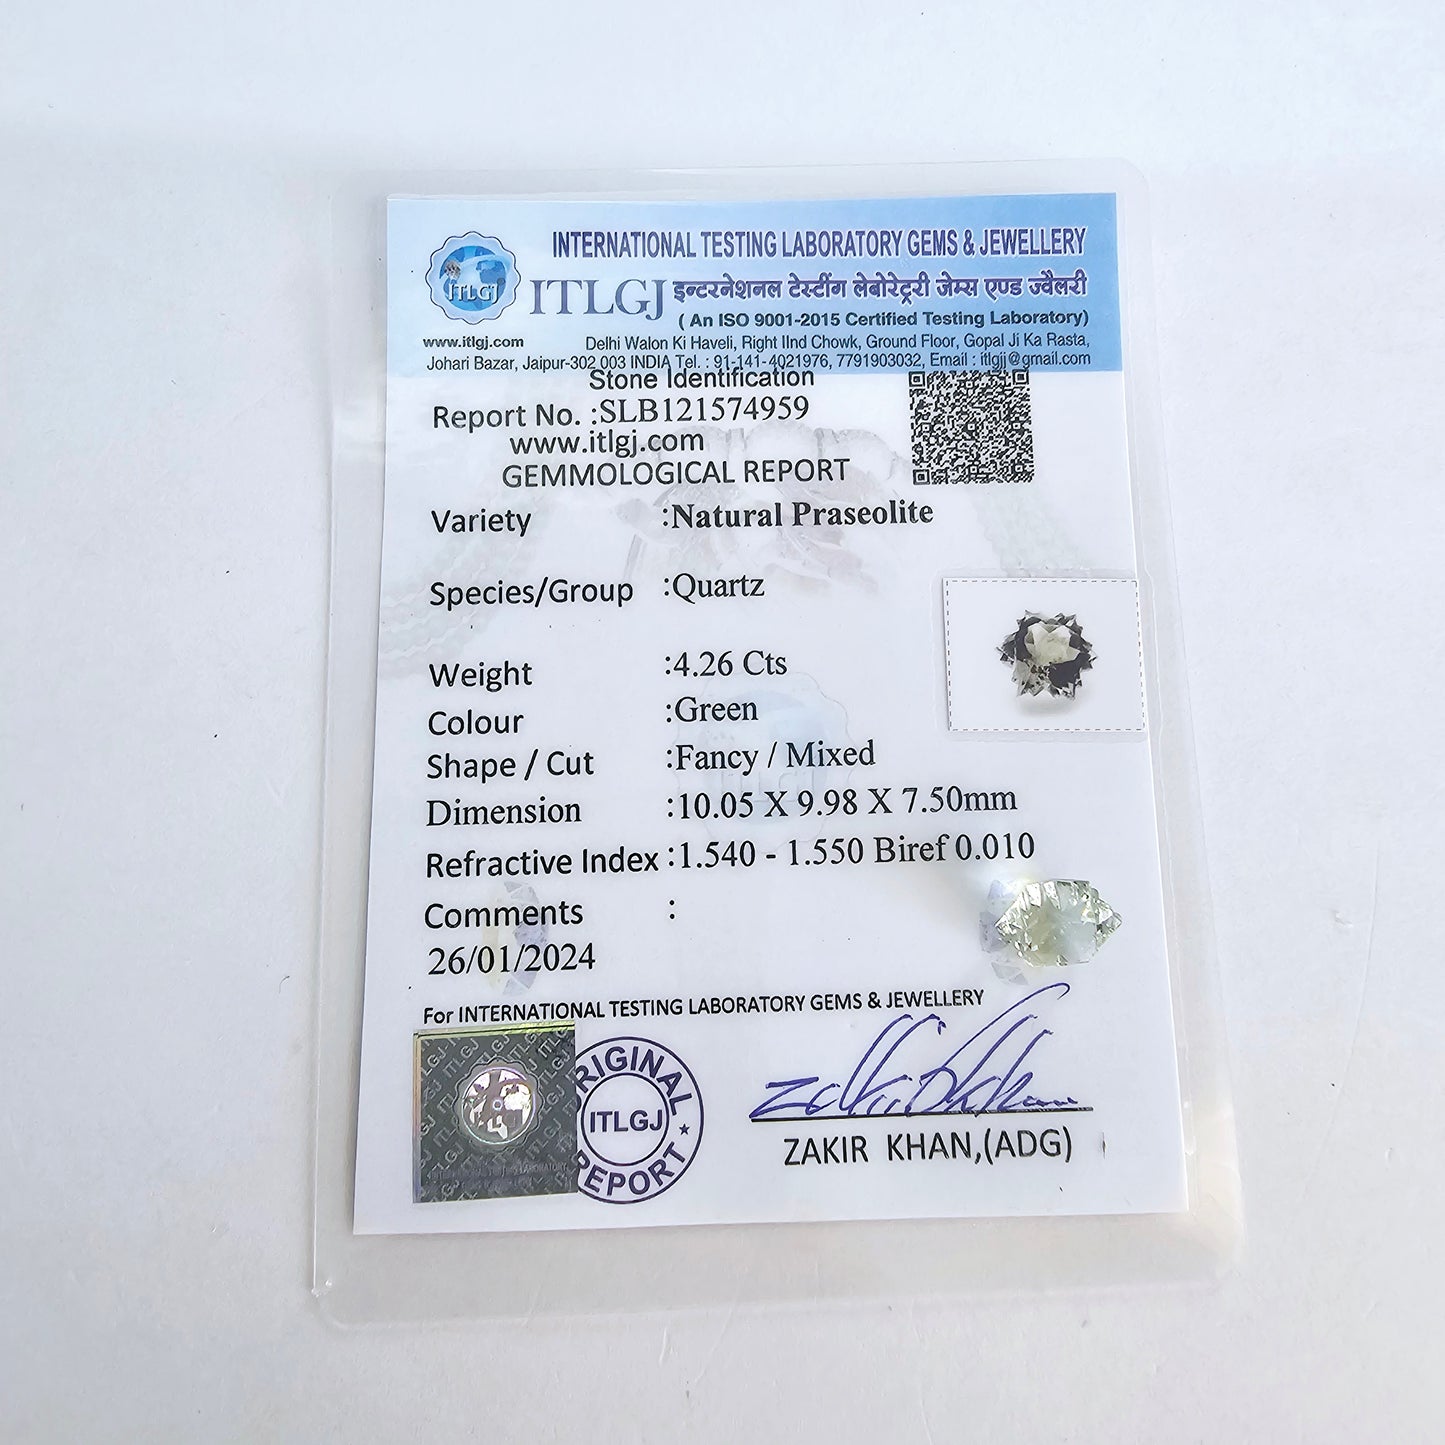 INTERNATIONAL TESTING LABORATORY GEMS & JEWELLERY
ITLGJ
ITLGJ इन्टरनेशनल टेस्टींग लेबोरेट्ररी जेम्स एण्ड ज्वैलरी
( An ISO 9001-2015 Certified Testing Laboratory)
www.itlgj.com Delhi Walon Ki Haveli, Right IInd Chowk, Ground Floor, Gopal Ji Ka Rasta,
Johari Bazar, Jaipur-302 003 INDIA Tel. : 91-141-4021976, 7791903032, Email : itlgjj@gmail.com
Stone Identification
Report No. :SLB121574959
www.itlgj.com
GEMMOLOGICAL REPORT
Variety :Natural Praseolite
Species/Group :Quartz
Weight :4.26 Cts
Colour :Green
Shape / Cut :Fancy / Mixed
Dimension :10.05 X 9.98 X 7.50mm
Refractive Index :1.540 - 1.550 Biref 0.010
Comments :
26/01/2024
For INTERNATIONAL TESTING LABORATORY GEMS & JEWELLERY
ORIGINAL
ITLGJ
REPORT
Zakir Khan
ZAKIR KHAN,(ADG)